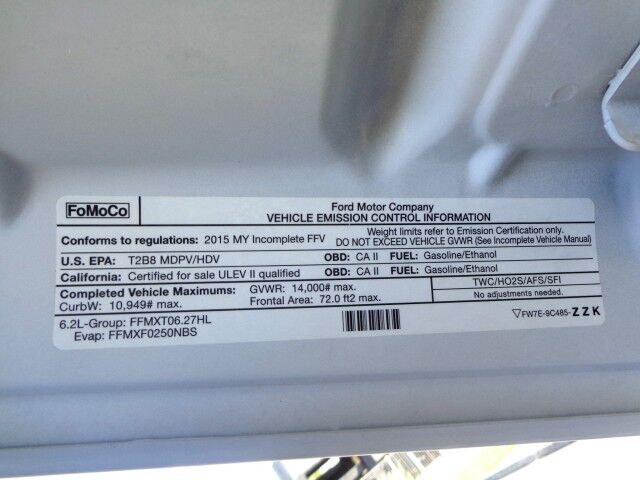 FoMoCo
Ford Motor Company
VEHICLE EMISSION CONTROL INFORMATION
Conforms to regulations: 2015 MY Incomplete FFV
Weight limits refer to Emission Certification only.
DO NOT EXCEED VEHICLE GVWR (See Incomplete Vehicle Manual)
U.S. EPA: T2B8 MDPV/HDV OBD: CA II FUEL: Gasoline/Ethanol
California: Certified for sale ULEV II qualified OBD: CA II FUEL: Gasoline/Ethanol
Completed Vehicle Maximums: GVWR: 14,000# max.
CurbW: 10,949# max. Frontal Area: 72.0 ft2 max.
TWC/HO2S/AFS/SFI
No adjustments needed.
6.2L-Group: FFMXT06.27HL
Evap: FFMXF0250NBS
▽FW7E-9C485-ZZK